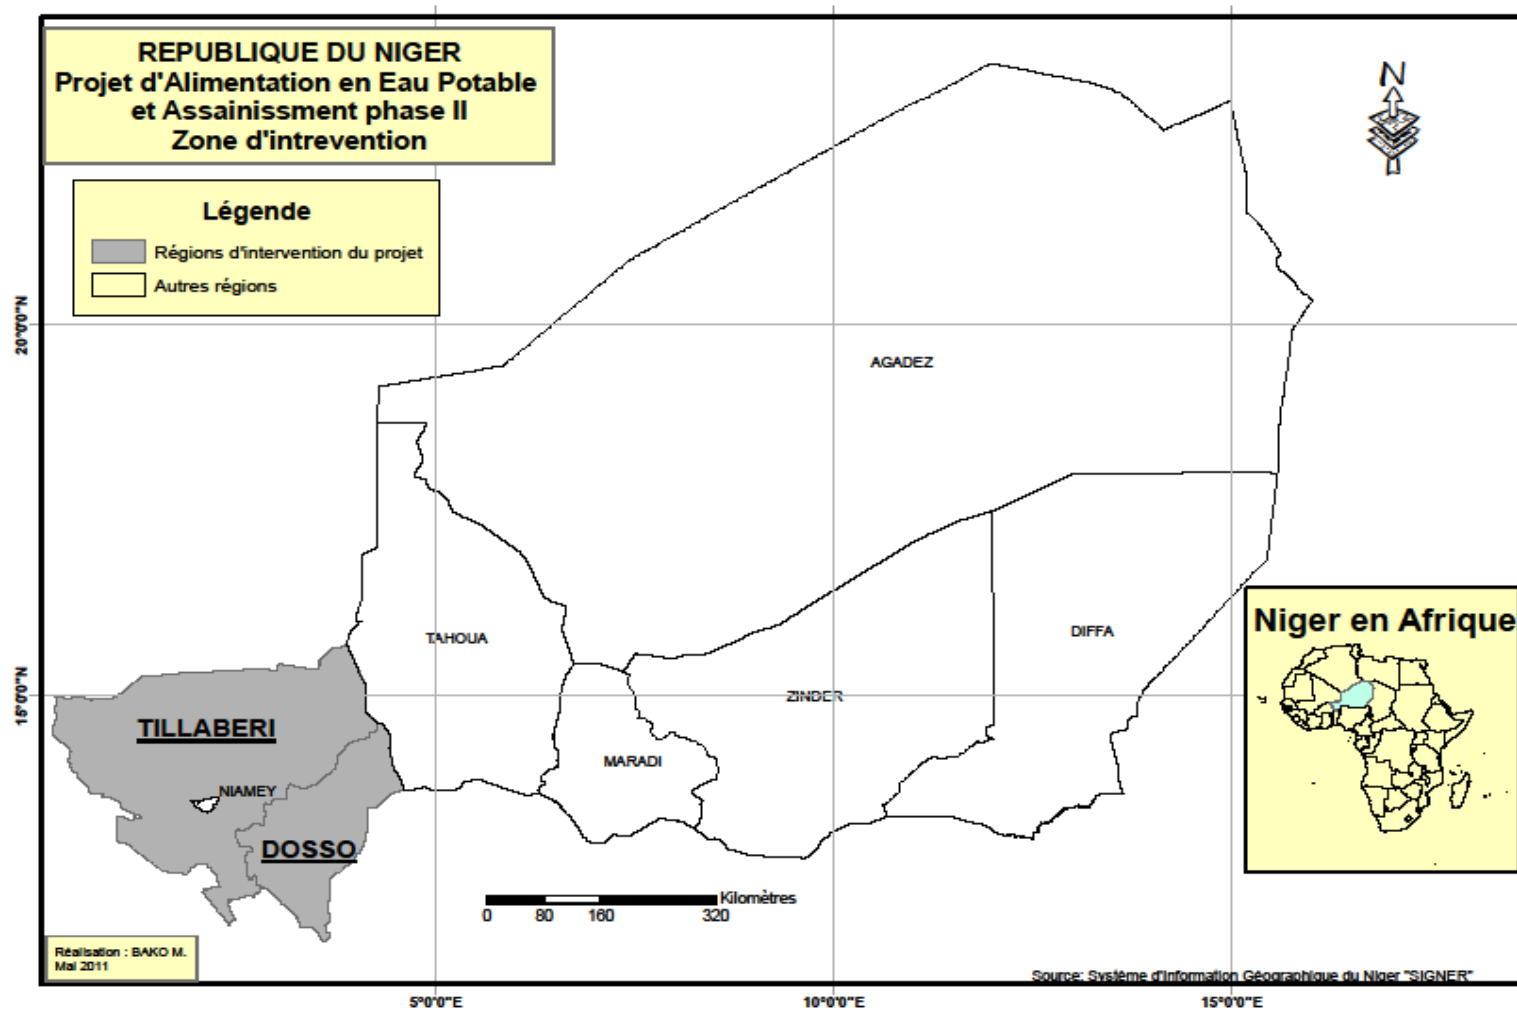 REPUBLIQUE DU NIGER
Projet d'Alimentation en Eau Potable
et Assainissment phase II
Zone d'intrevention
N
Légende
Régions d'intervention du projet
Autres régions
20°0'0"N
15°0'0"N
AGADEZ
TAHOUA
DIFFA
ZINDER
MARADI
TILLABERI
NIAMEY
DOSSO
Niger en Afrique
Kilomètres
0 80 160 320
Réalisation : BAKO M.
Mai 2011
Source: Système d'Information Géographique du Niger "SIGNER"
5°0'0"E 10°0'0"E 15°0'0"E